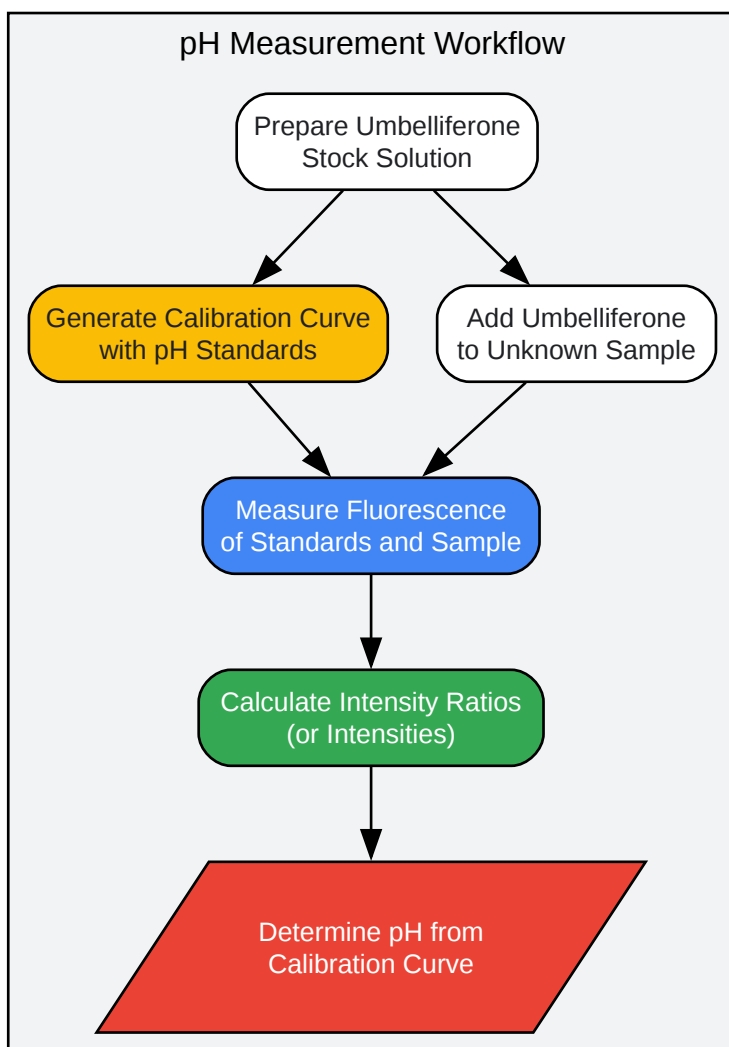 pH Measurement Workflow
Prepare Umbelliferone
Stock Solution
Generate Calibration Curve
with pH Standards
Add Umbelliferone
to Unknown Sample
Measure Fluorescence
of Standards and Sample
Calculate Intensity Ratios
(or Intensities)
Determine pH from
Calibration Curve